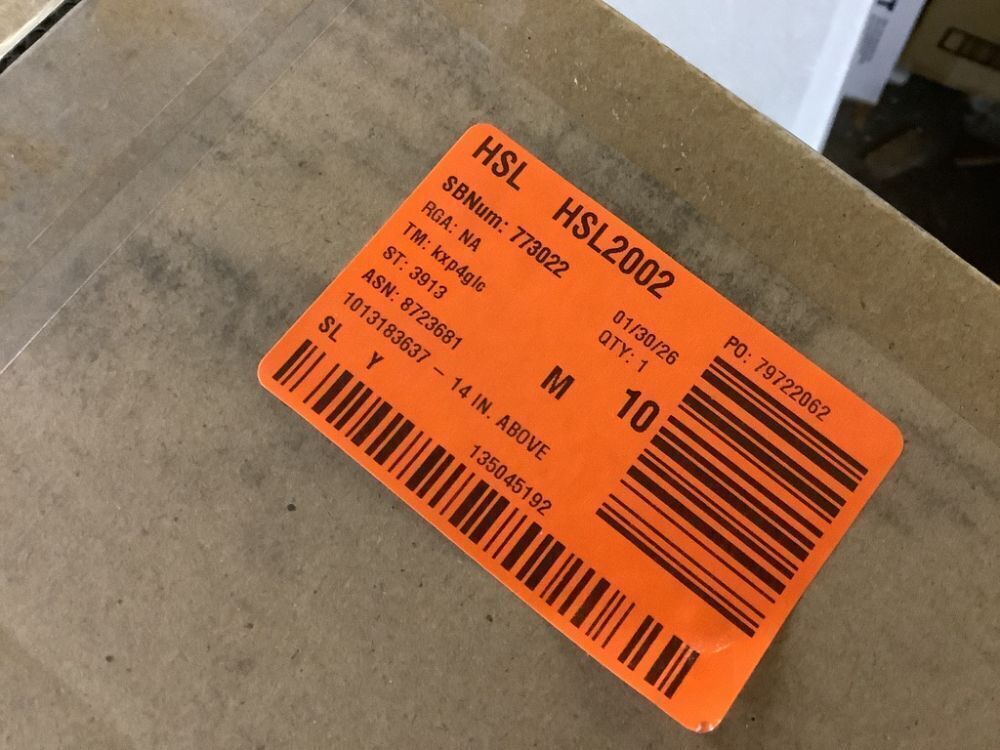 HSL HSL2002
SBNum: 773022
RGA: NA
TM: kxp4glc
ST: 3913
ASN: 8723681
1013183637 - 14 IN. ABOVE
SL Y
135045192
01/30/26
QTY: 1
M 10
PO: 79722062